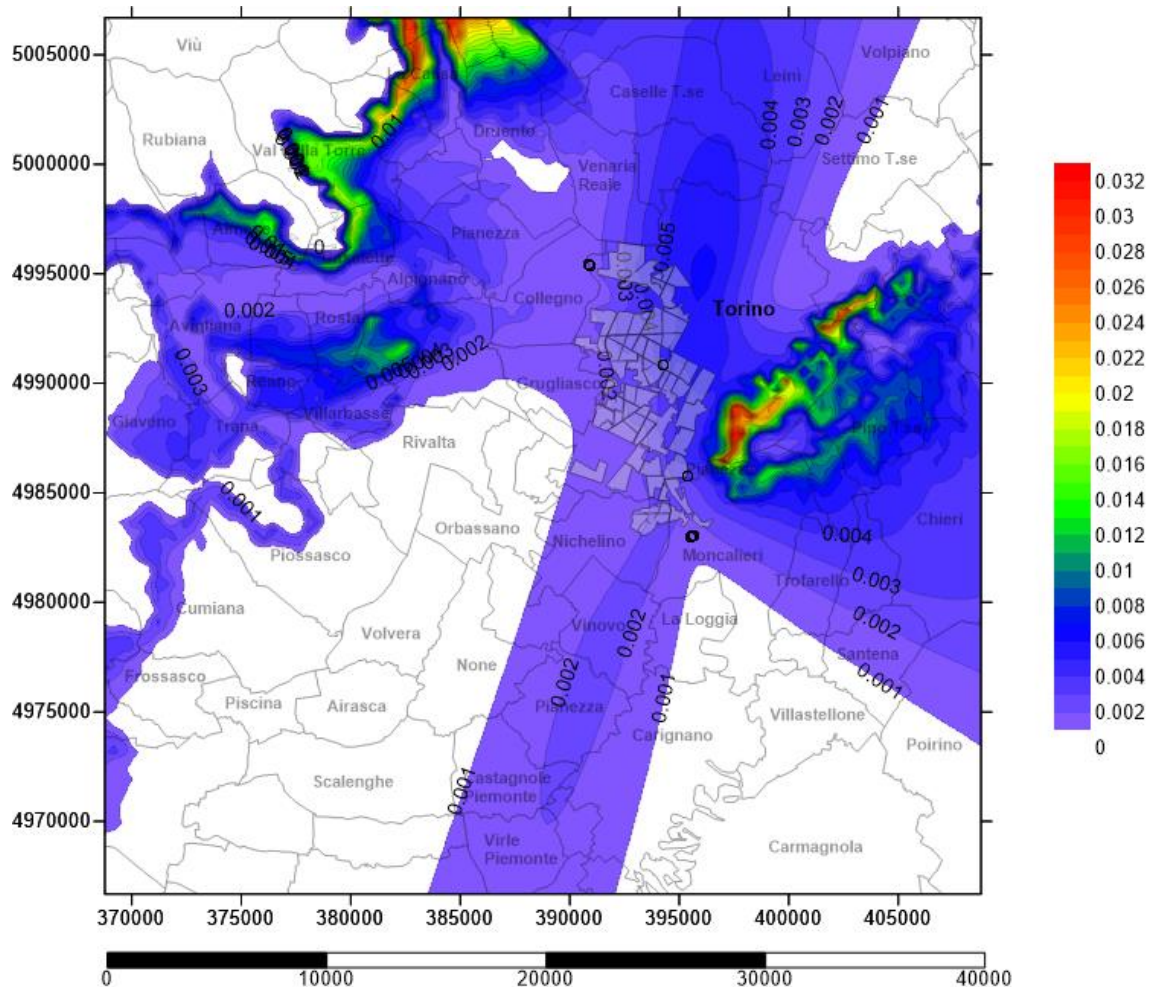 5005000
5000000
4995000
4990000
4985000
4980000
4975000
4970000
Viù
Volpiano
Leinì
Caselle T.se
0.004
0.003
0.002
0.001
0.01
Druento
Rubiana
Val della Torre
Venaria
Reale
Settimo T.se
Pianezza
0.005
0
Alpignano
Collegno
0.003
Torino
0.002
Rosta
Avigliana
0.003
0.002
Reano
Grugliasco
0.002
Giaveno
Trana
Villarbasse
Rivalta
0.001
Orbassano
Nichelino
Moncalieri
Chieri
0.004
Piossasco
Trofarello
0.003
Cumiana
Volvera
Vinovo
La Loggia
0.002
0.002
None
Santena
Frossasco
0.002
0.001
0.001
Piscina
Airasca
Pianezza
Villastellone
Carignano
Poirino
Scalenghe
0.001
Castagnole
Piemonte
Virle
Piemonte
Carmagnola
370000 375000 380000 385000 390000 395000 400000 405000
0 10000 20000 30000 40000
0.032
0.028
0.026
0.024
0.022
0.02
0.018
0.016
0.014
0.012
0.01
0.008
0.006
0.004
0.002
0